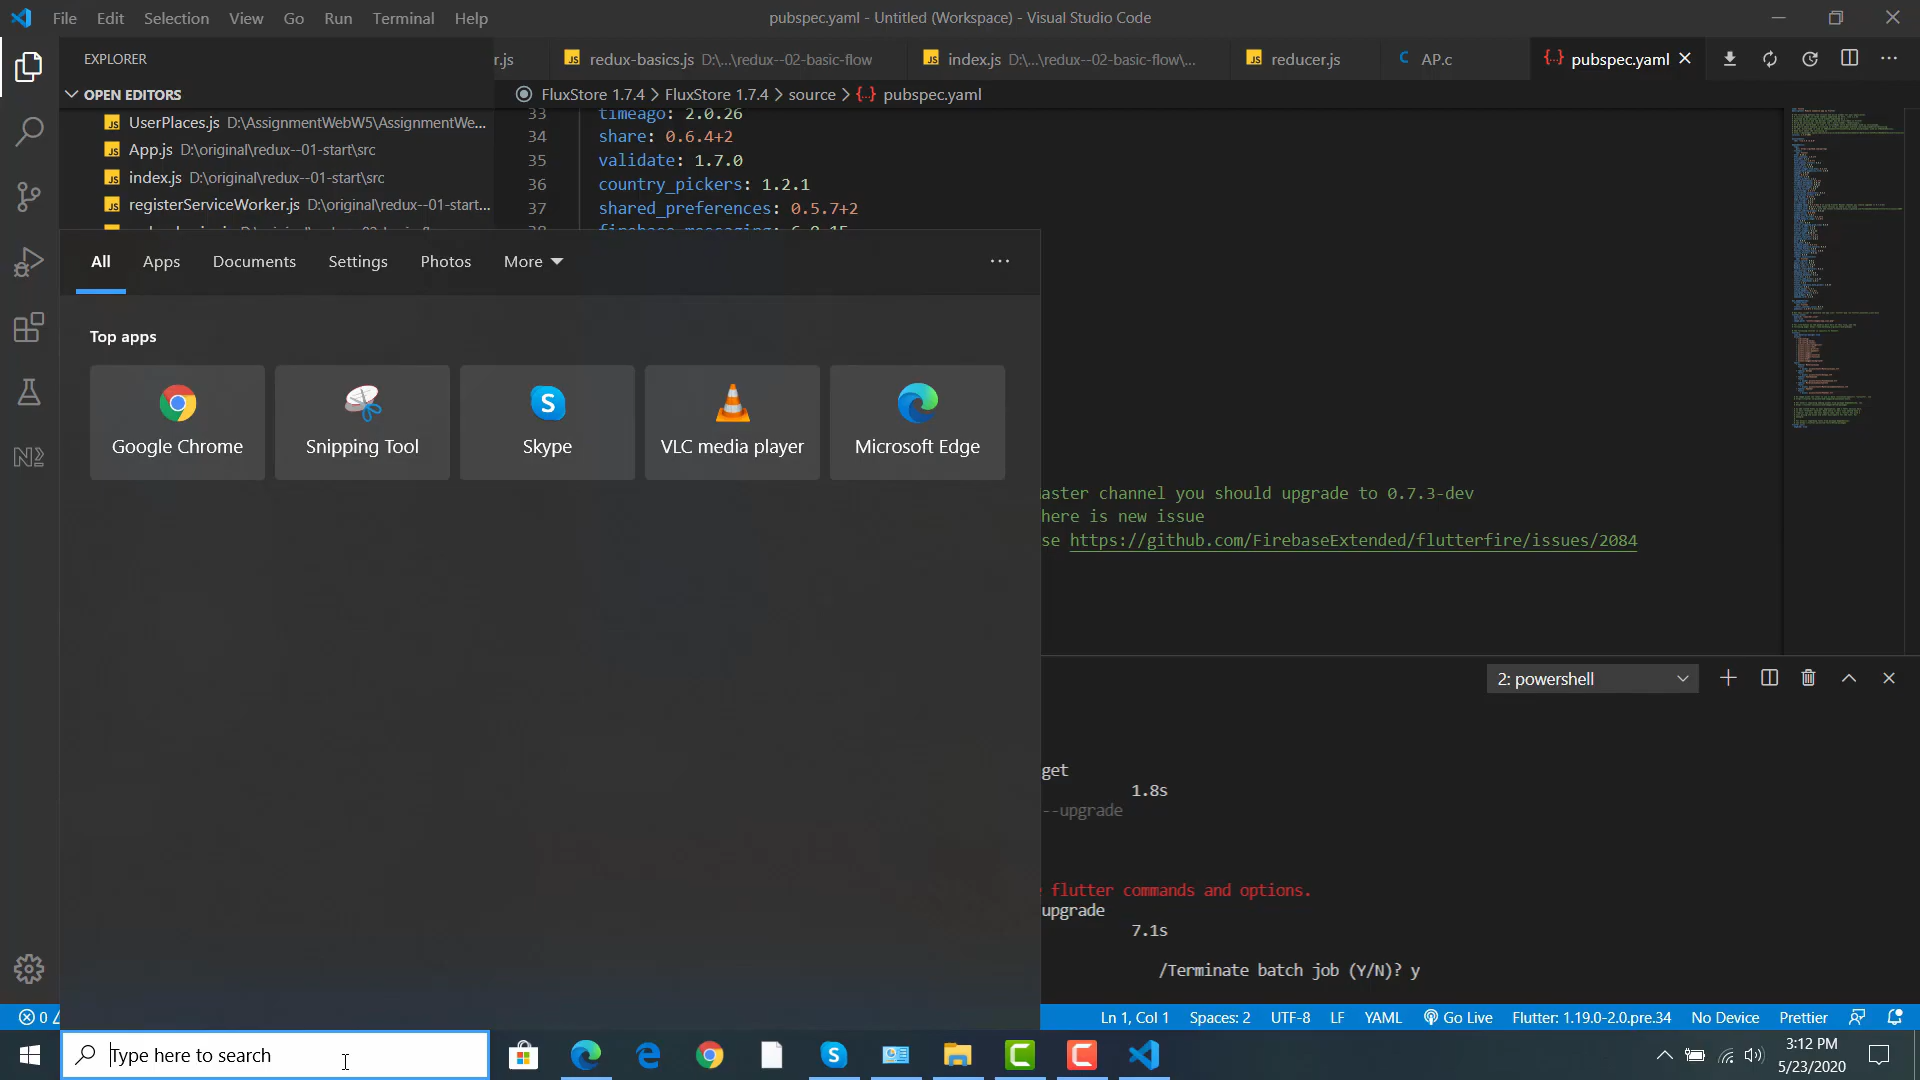 File Edit Selection View Go Run Terminal Help
pubspec.yaml - Untitled (Workspace) - Visual Studio Code
EXPLORER
r.js
redux-basics.js D:\...\redux--02-basic-flow
index.js D:\...\redux--02-basic-flow\...
reducer.js
AP.c
pubspec.yaml
OPEN EDITORS
FluxStore 1.7.4 > FluxStore 1.7.4 > source > pubspec.yaml
UserPlaces.js D:\AssignmentWebW5\AssignmentWe...
App.js D:\original\redux--01-start\src
index.js D:\original\redux--01-start\src
registerServiceWorker.js D:\original\redux--01-start...
33 timeago: 2.0.26
34 share: 0.6.4+2
35 validate: 1.7.0
36 country_pickers: 1.2.1
37 shared_preferences: 0.5.7+2
All Apps Documents Settings Photos More
Top apps
Google Chrome
Snipping Tool
Skype
VLC media player
Microsoft Edge
aster channel you should upgrade to 0.7.3-dev
here is new issue
se https://github.com/FirebaseExtended/flutterfire/issues/2084
2: powershell
get
1.8s
--upgrade
flutter commands and options.
upgrade
7.1s
/Terminate batch job (Y/N)? y
0
Ln 1, Col 1 Spaces: 2 UTF-8 LF YAML Go Live Flutter: 1.19.0-2.0.pre.34 No Device Prettier
Type here to search
3:12 PM
5/23/2020